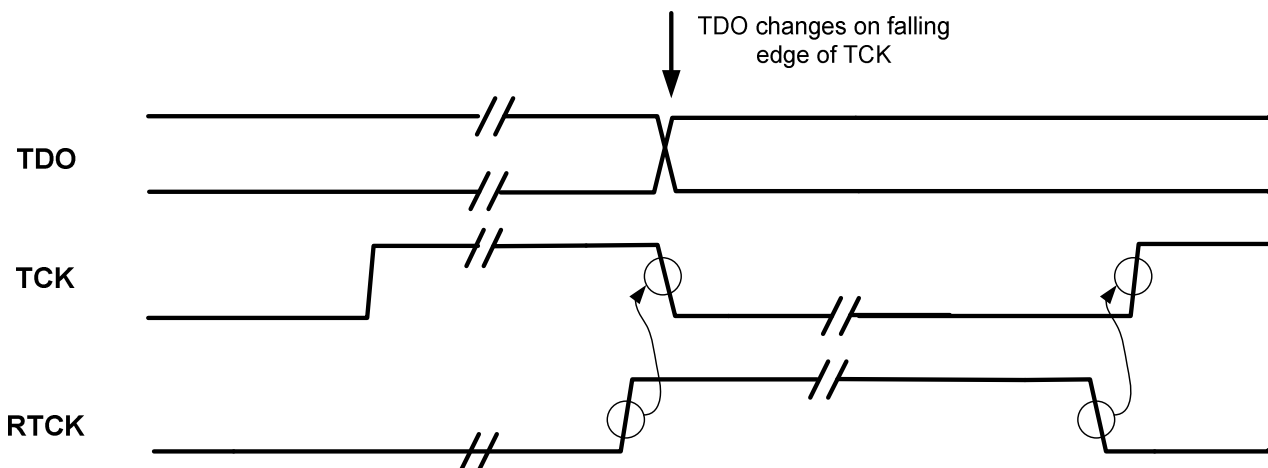 TDO changes on falling
edge of TCK
TDO
TCK
RTCK